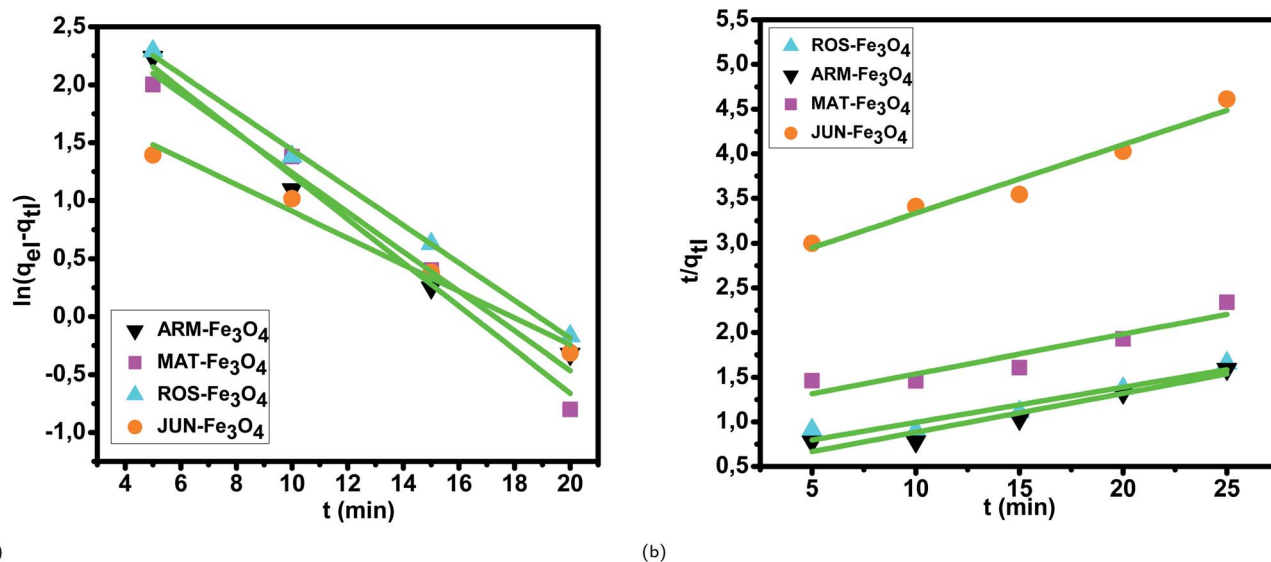 2,5
2,0
1,5
1,0
0,5
0,0
-0,5
-1,0
ln(qel-qtl)
ARM-Fe3O4
MAT-Fe3O4
ROS-Fe3O4
JUN-Fe3O4
4 6 8 10 12 14 16 18 20
t (min)
)
5,5
5,0
4,5
4,0
3,5
3,0
2,5
2,0
1,5
1,0
0,5
t/qtl
ROS-Fe3O4
ARM-Fe3O4
MAT-Fe3O4
JUN-Fe3O4
5 10 15 20 25
t (min)
(b)